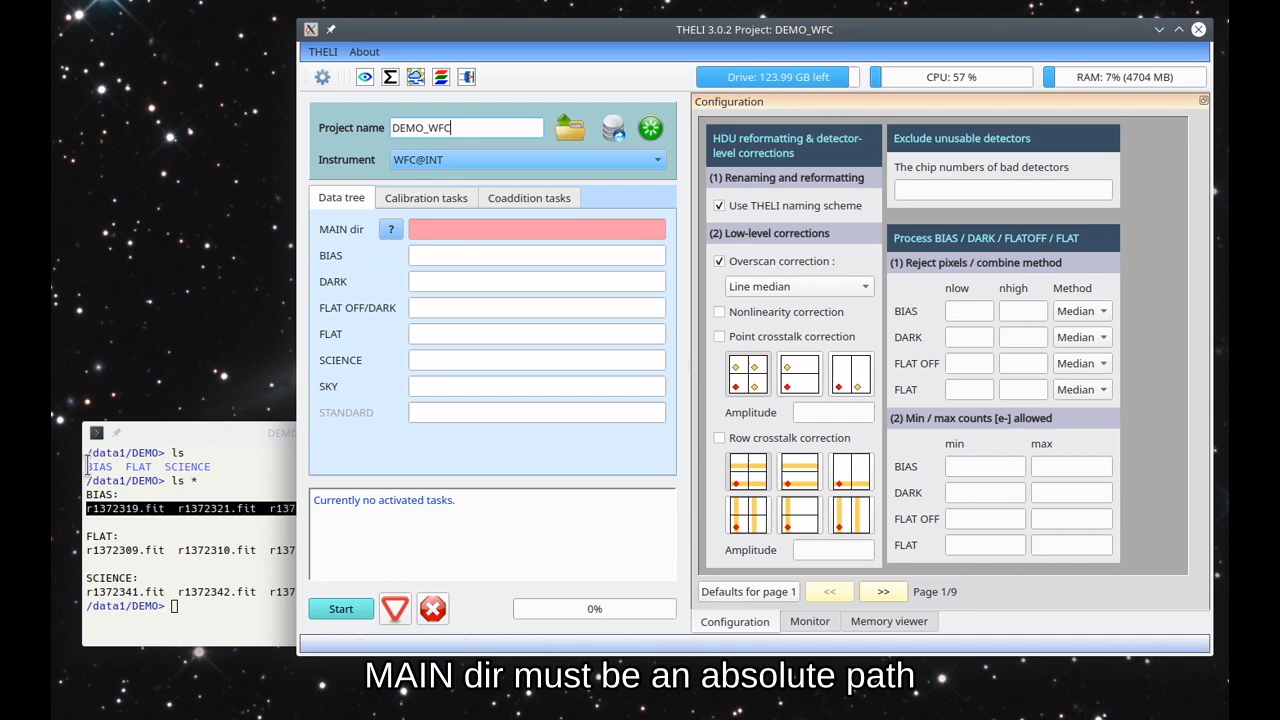 THELI 3.0.2 Project: DEMO_WFC
THELI About
Drive: 123.99 GB left
CPU: 57 %
RAM: 7% (4704 MB)
Project name DEMO_WFC
Instrument WFC@INT
Data tree
Calibration tasks
Coaddition tasks
MAIN dir ?
BIAS
DARK
FLAT OFF/DARK
FLAT
SCIENCE
SKY
STANDARD
Currently no activated tasks.
Start
0%
Configuration
HDU reformatting & detector-
level corrections
(1) Renaming and reformatting
Use THELI naming scheme
(2) Low-level corrections
Overscan correction :
Line median
Nonlinearity correction
Point crosstalk correction
Amplitude
Row crosstalk correction
Amplitude
Exclude unusable detectors
The chip numbers of bad detectors
Process BIAS / DARK / FLATOFF / FLAT
(1) Reject pixels / combine method
nlow nhigh Method
BIAS Median
DARK Median
FLAT OFF Median
FLAT Median
(2) Min / max counts [e-] allowed
min max
BIAS
DARK
FLAT OFF
FLAT
Defaults for page 1 << >> Page 1/9
Configuration Monitor Memory viewer
/data1/DEMO> ls
BIAS FLAT SCIENCE
/data1/DEMO> ls *
BIAS:
r1372319.fit r1372321.fit
FLAT:
r1372309.fit r1372310.fit
SCIENCE:
r1372341.fit r1372342.fit
/data1/DEMO>
MAIN dir must be an absolute path